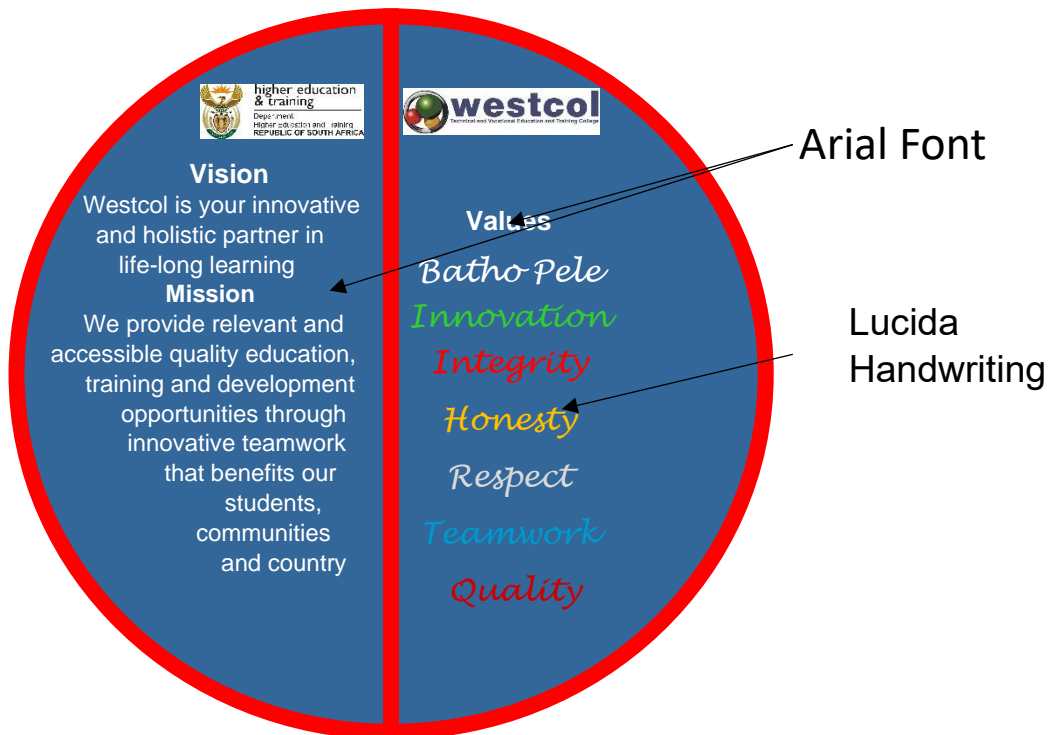 higher education
& training
Department:
Higher Education and Training
REPUBLIC OF SOUTH AFRICA
westcol
Technical and Vocational Education and Training College
Vision
Westcol is your innovative
and holistic partner in
life-long learning
Mission
We provide relevant and
accessible quality education,
training and development
opportunities through
innovative teamwork
that benefits our
students,
communities
and country
Values
Batho Pele
Innovation
Integrity
Honesty
Respect
Teamwork
Quality
Arial Font
Lucida
Handwriting